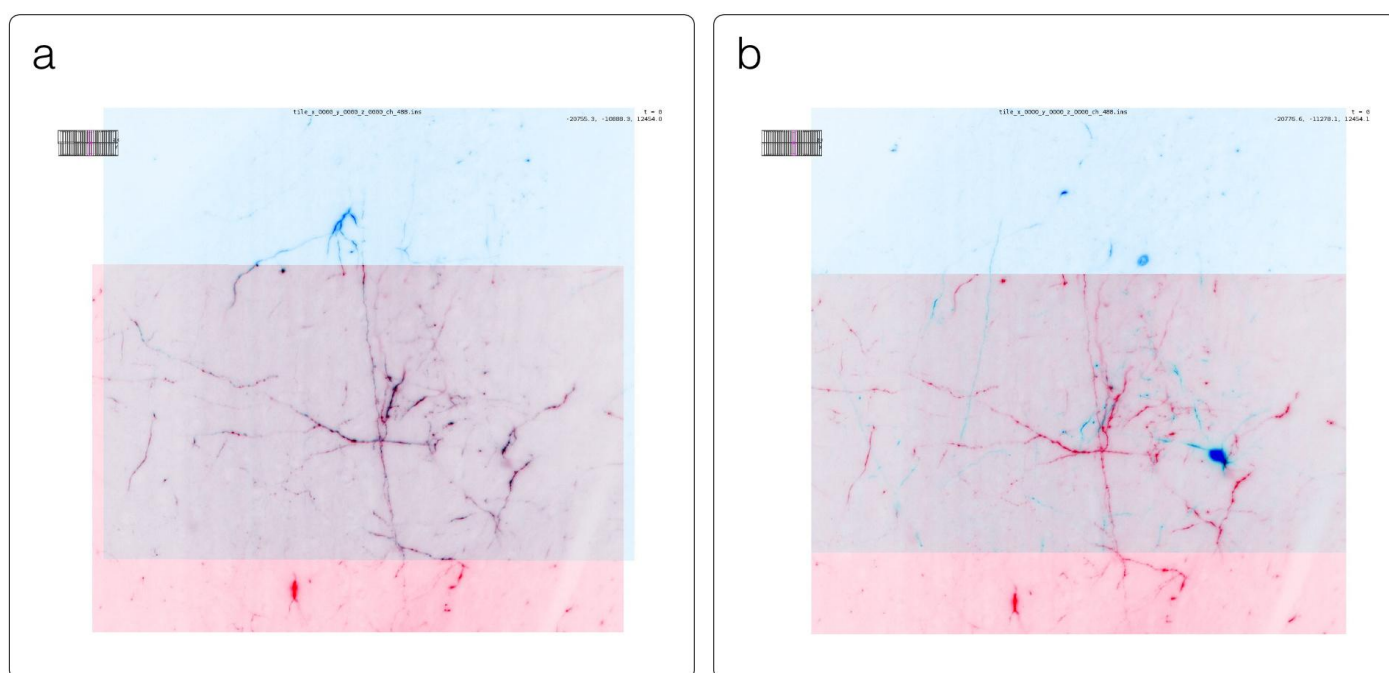 a
tile_x_0000_y_0000_z_0000_ch_488.ims
t = 0
-20755.3, -10888.9, 12454.0
b
tile_x_0000_y_0000_z_0000_ch_488.ims
t = 0
-20776.6, -11278.1, 12454.1